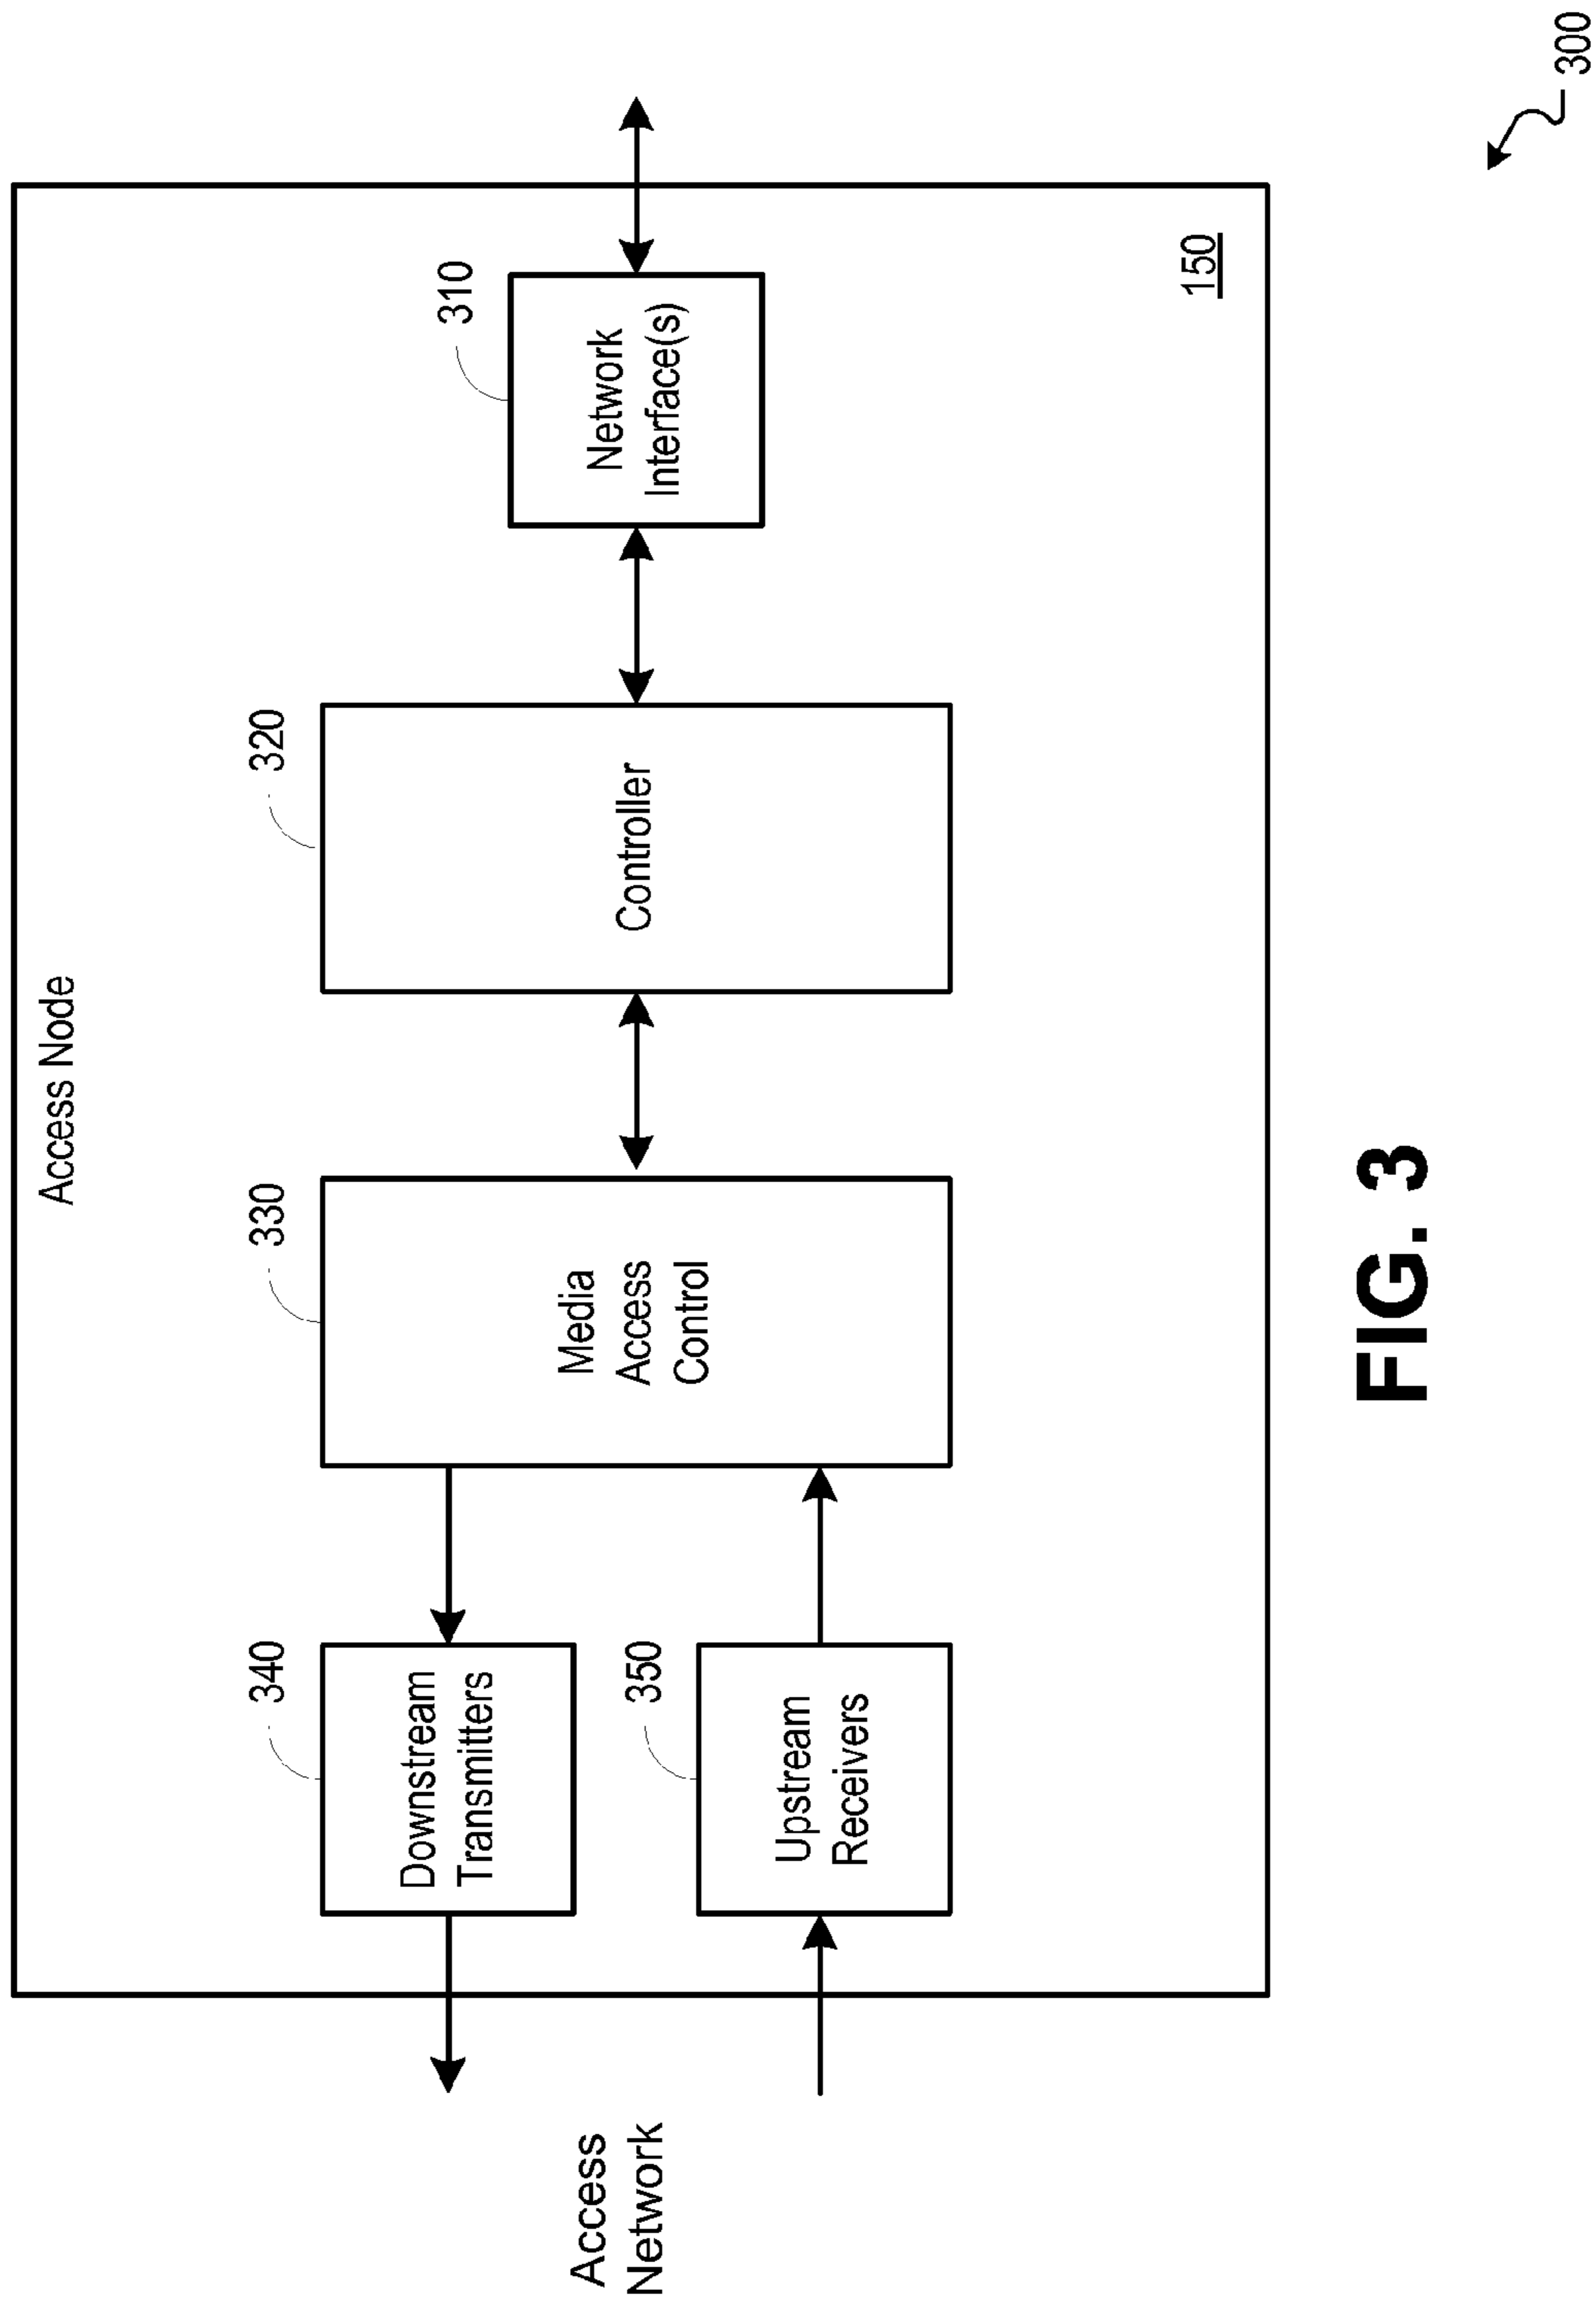 Access Node
340
330
320
310
Downstream
Transmitters
350
Upstream
Receivers
Media
Access
Control
Controller
Network
Interface(s)
Access
Network
150
FIG. 3
300